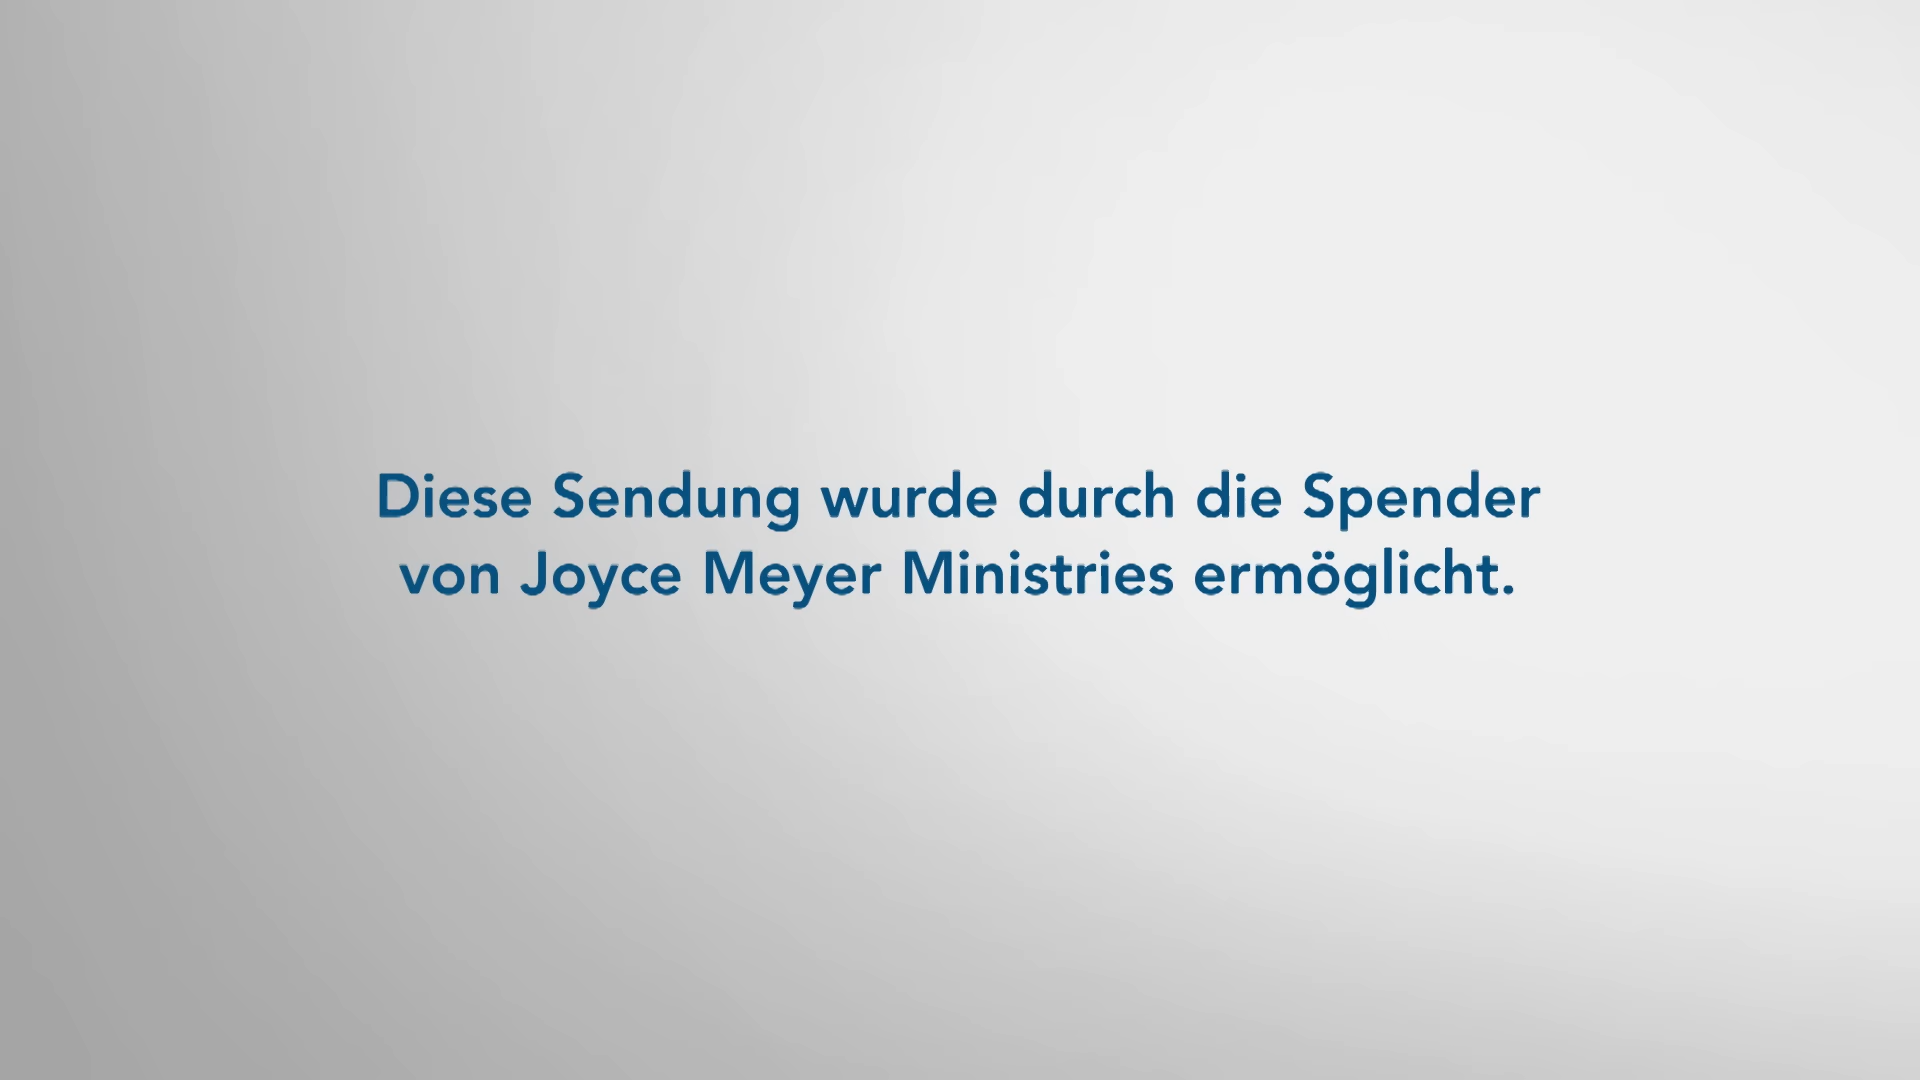 Diese Sendung wurde durch die Spender
von Joyce Meyer Ministries ermöglicht.